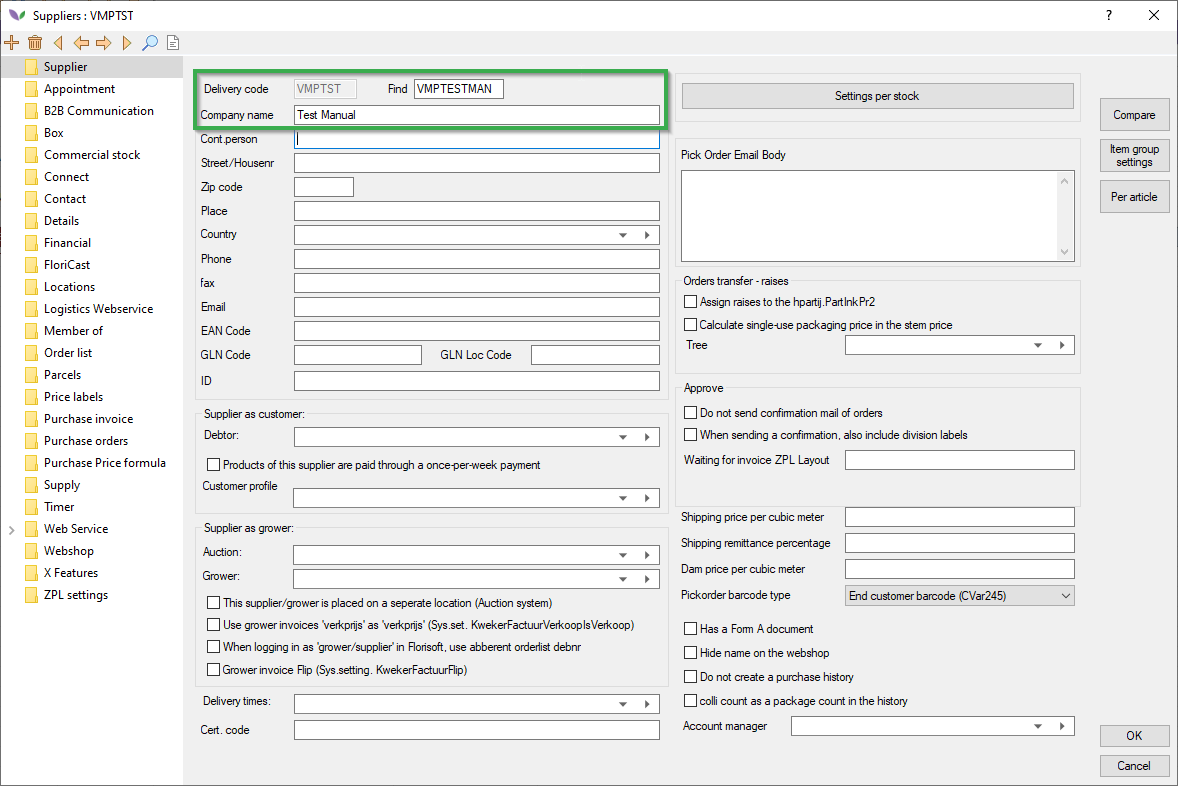 Suppliers : VMPTST
?
Supplier
Appointment
B2B Communication
Box
Commercial stock
Connect
Contact
Details
Financial
FloriCast
Locations
Logistics Webservice
Member of
Order list
Parcels
Price labels
Purchase invoice
Purchase orders
Purchase Price formula
Supply
Timer
Web Service
Webshop
X Features
ZPL settings
Delivery code VMPTST Find VMPTESTMAN
Company name Test Manual
Cont.person
Street/Housenr
Zip code
Place
Country
Phone
fax
Email
EAN Code
GLN Code GLN Loc Code
ID
Supplier as customer:
Debtor:
Products of this supplier are paid through a once-per-week payment
Customer profile
Supplier as grower:
Auction:
Grower:
This supplier/grower is placed on a seperate location (Auction system)
Use grower invoices 'verkprijs' as 'verkprijs' (Sys.set. KwekerFactuurVerkoopIsVerkoop)
When logging in as 'grower/supplier' in Florisoft, use abberent orderlist debnr
Grower invoice Flip (Sys.setting. KwekerFactuurFlip)
Delivery times:
Cert. code
Settings per stock
Pick Order Email Body
Orders transfer - raises
Assign raises to the hpartij.PartInkPr2
Calculate single-use packaging price in the stem price
Tree
Approve
Do not send confirmation mail of orders
When sending a confirmation, also include division labels
Waiting for invoice ZPL Layout
Shipping price per cubic meter
Shipping remittance percentage
Dam price per cubic meter
Pickorder barcode type End customer barcode (CVar245)
Has a Form A document
Hide name on the webshop
Do not create a purchase history
colli count as a package count in the history
Account manager
Compare
Item group
settings
Per article
OK
Cancel